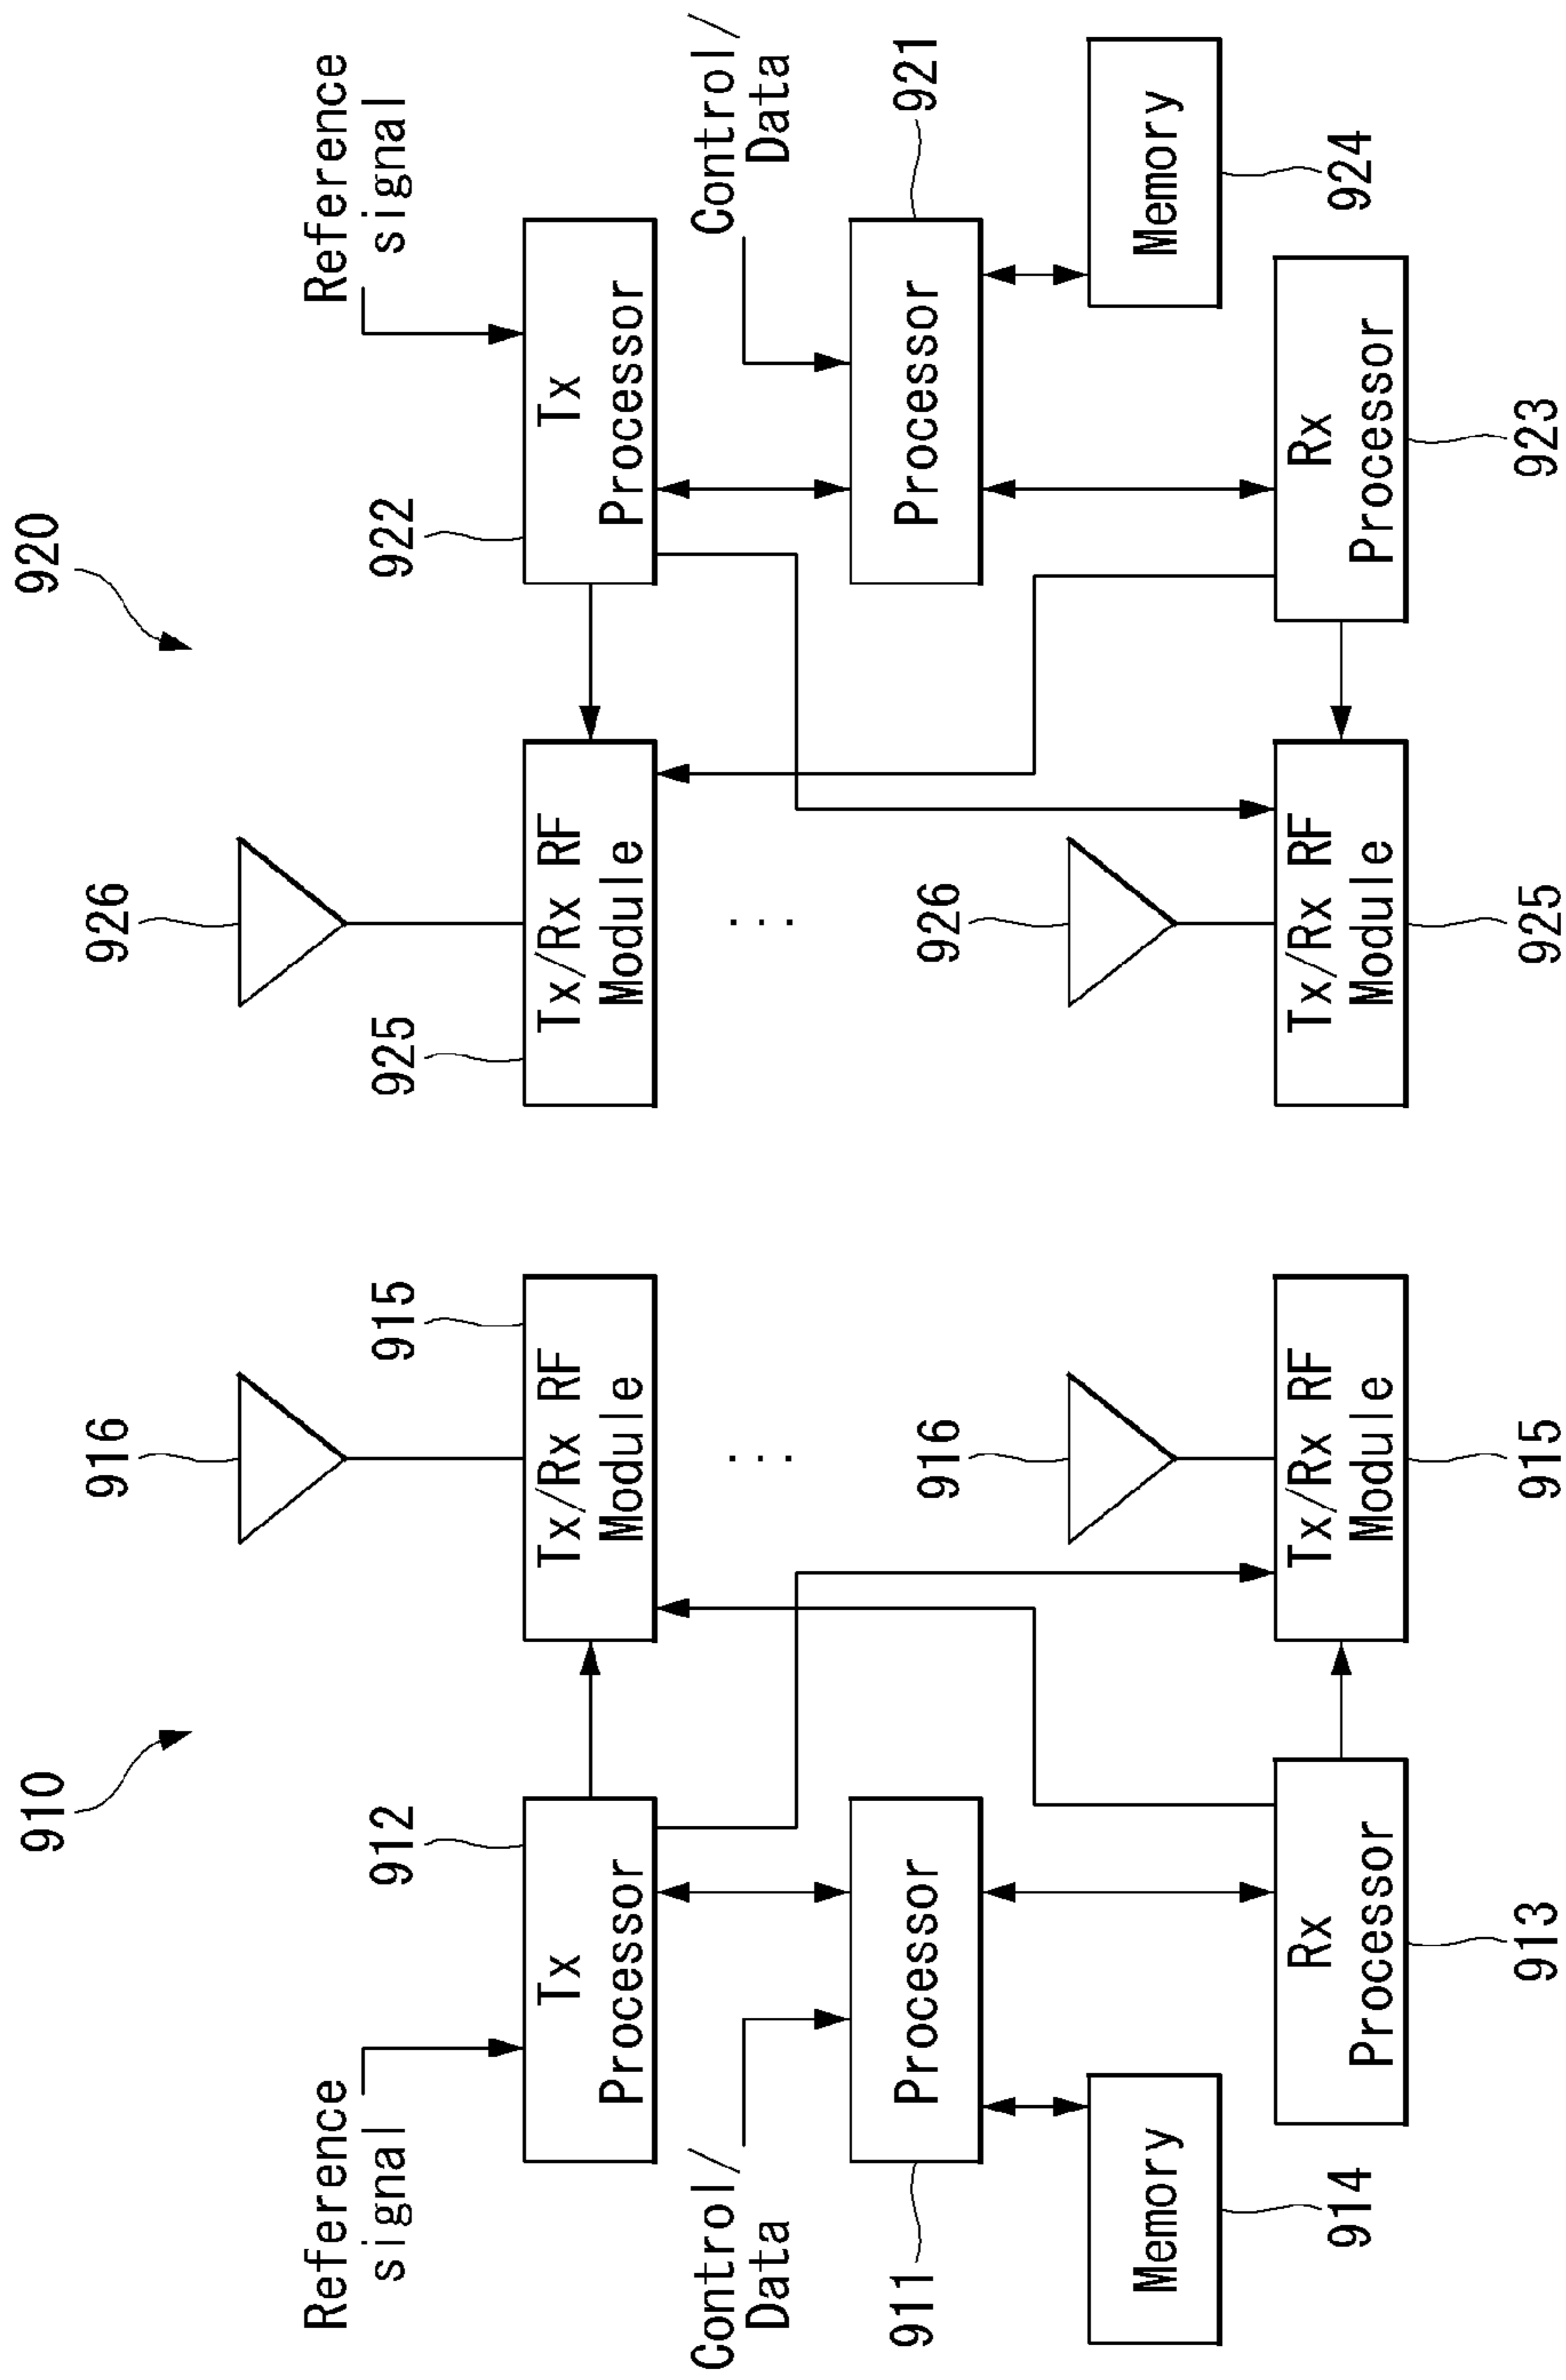 910
920
916
926
Reference
signal
912
915
925
922
Reference
signal
Tx
Processor
Tx/Rx RF
Module
Tx/Rx RF
Module
Tx
Processor
Control/
Data
...
...
Control/
Data
911
Processor
916
926
Processor
921
Memory
Memory
914
924
Rx
Processor
Tx/Rx RF
Module
Tx/Rx RF
Module
Rx
Processor
913
915
925
923